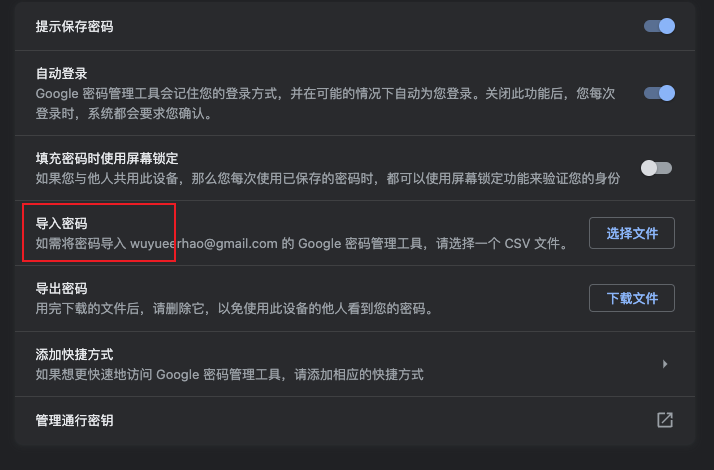 提示保存密码
自动登录
Google 密码管理工具会记住您的登录方式，并在可能的情况下自动为您登录。关闭此功能后，您每次
登录时，系统都会要求您确认。
填充密码时使用屏幕锁定
如果您与他人共用此设备，那么您每次使用已保存的密码时，都可以使用屏幕锁定功能来验证您的身份
导入密码
如需将密码导入 wuyueerhao@gmail.com 的 Google 密码管理工具，请选择一个 CSV 文件。
选择文件
导出密码
用完下载的文件后，请删除它，以免使用此设备的他人看到您的密码。
下载文件
添加快捷方式
如果想更快速地访问 Google 密码管理工具，请添加相应的快捷方式
管理通行密钥